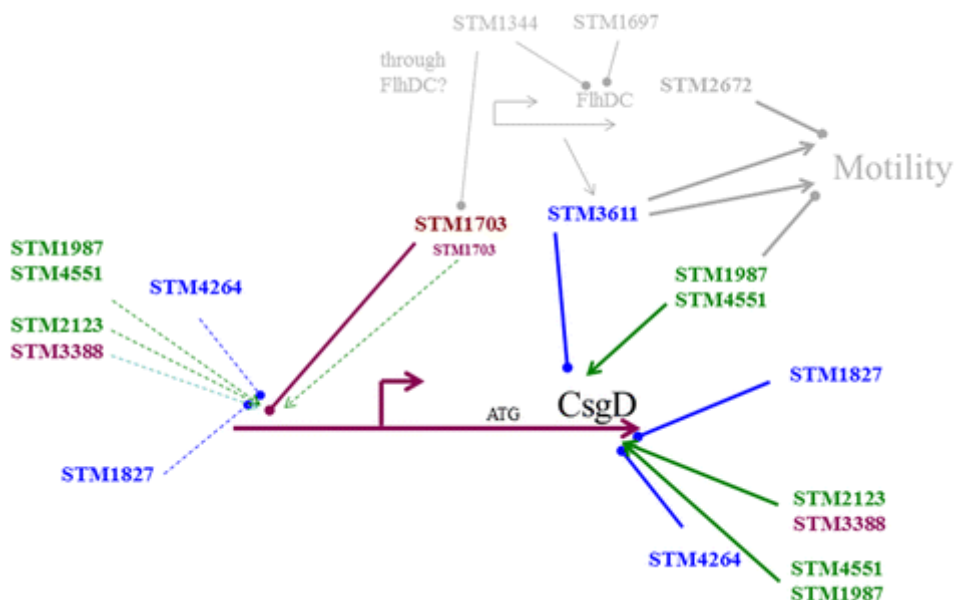 STM1344
STM1697
through
FlhDC?
FlhDC
STM2672
Motility
STM1703
STM1703
STM3611
STM1987
STM4551
STM4264
STM1987
STM4551
STM2123
STM3388
STM1827
CsgD
ATG
STM1827
STM2123
STM3388
STM4264
STM4551
STM1987